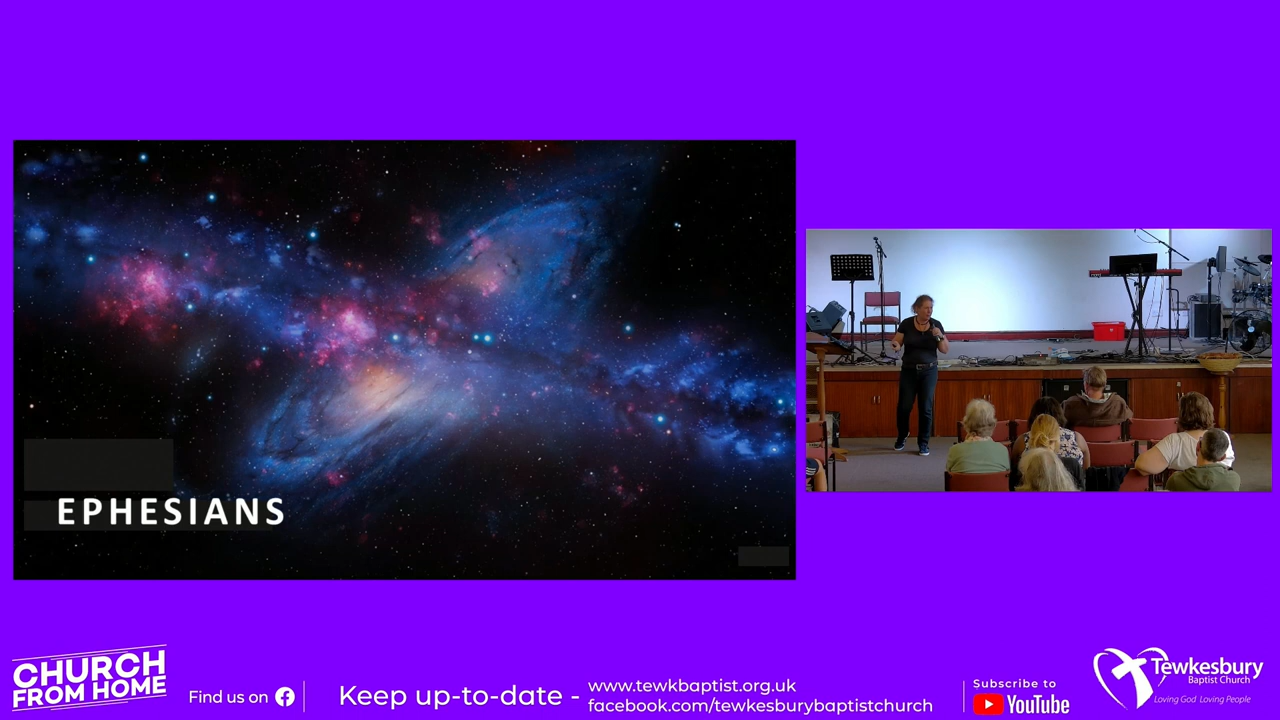 EPHESIANS
CHURCH
FROM HOME
Find us on
Keep up-to-date -
www.tewkbaptist.org.uk
facebook.com/tewkesburybaptistchurch
Subscribe to
YouTube
Tewkesbury
Baptist Church
Loving God Loving People